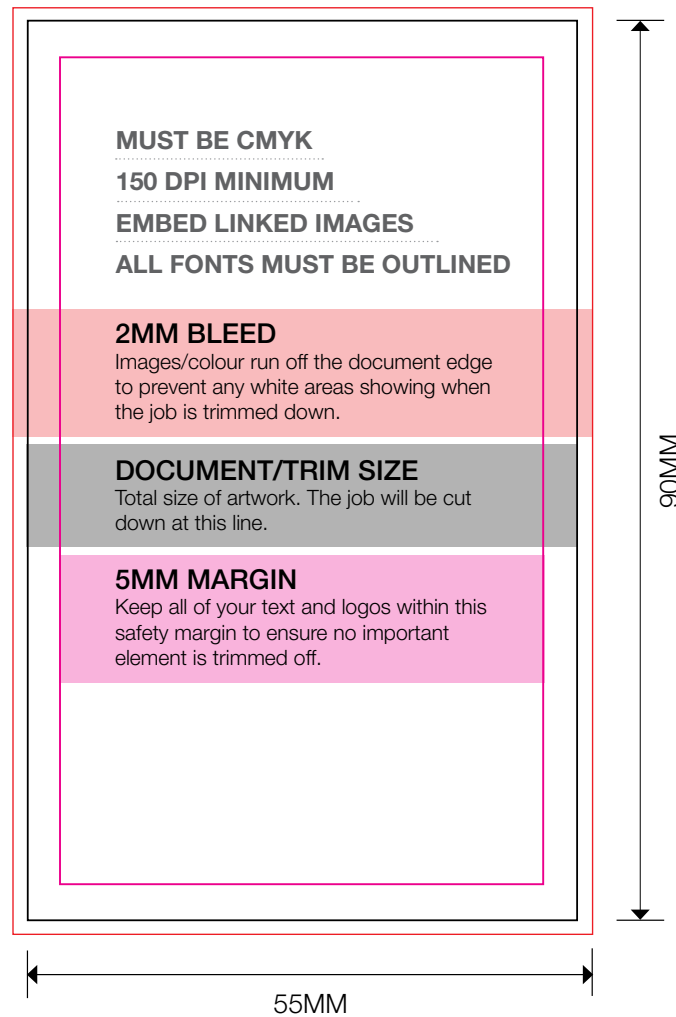 MUST BE CMYK
150 DPI MINIMUM
EMBED LINKED IMAGES
ALL FONTS MUST BE OUTLINED
2MM BLEED
Images/colour run off the document edge
to prevent any white areas showing when
the job is trimmed down.
DOCUMENT/TRIM SIZE
Total size of artwork. The job will be cut
down at this line.
5MM MARGIN
Keep all of your text and logos within this
safety margin to ensure no important
element is trimmed off.
90MM
55MM